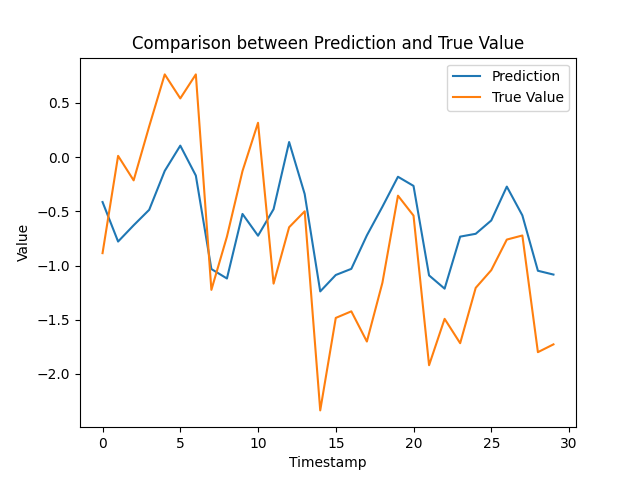 Comparison between Prediction and True Value
Prediction
True Value
0.5
0.0
−0.5
−1.0
−1.5
−2.0
Value
0 5 10 15 20 25 30
Timestamp